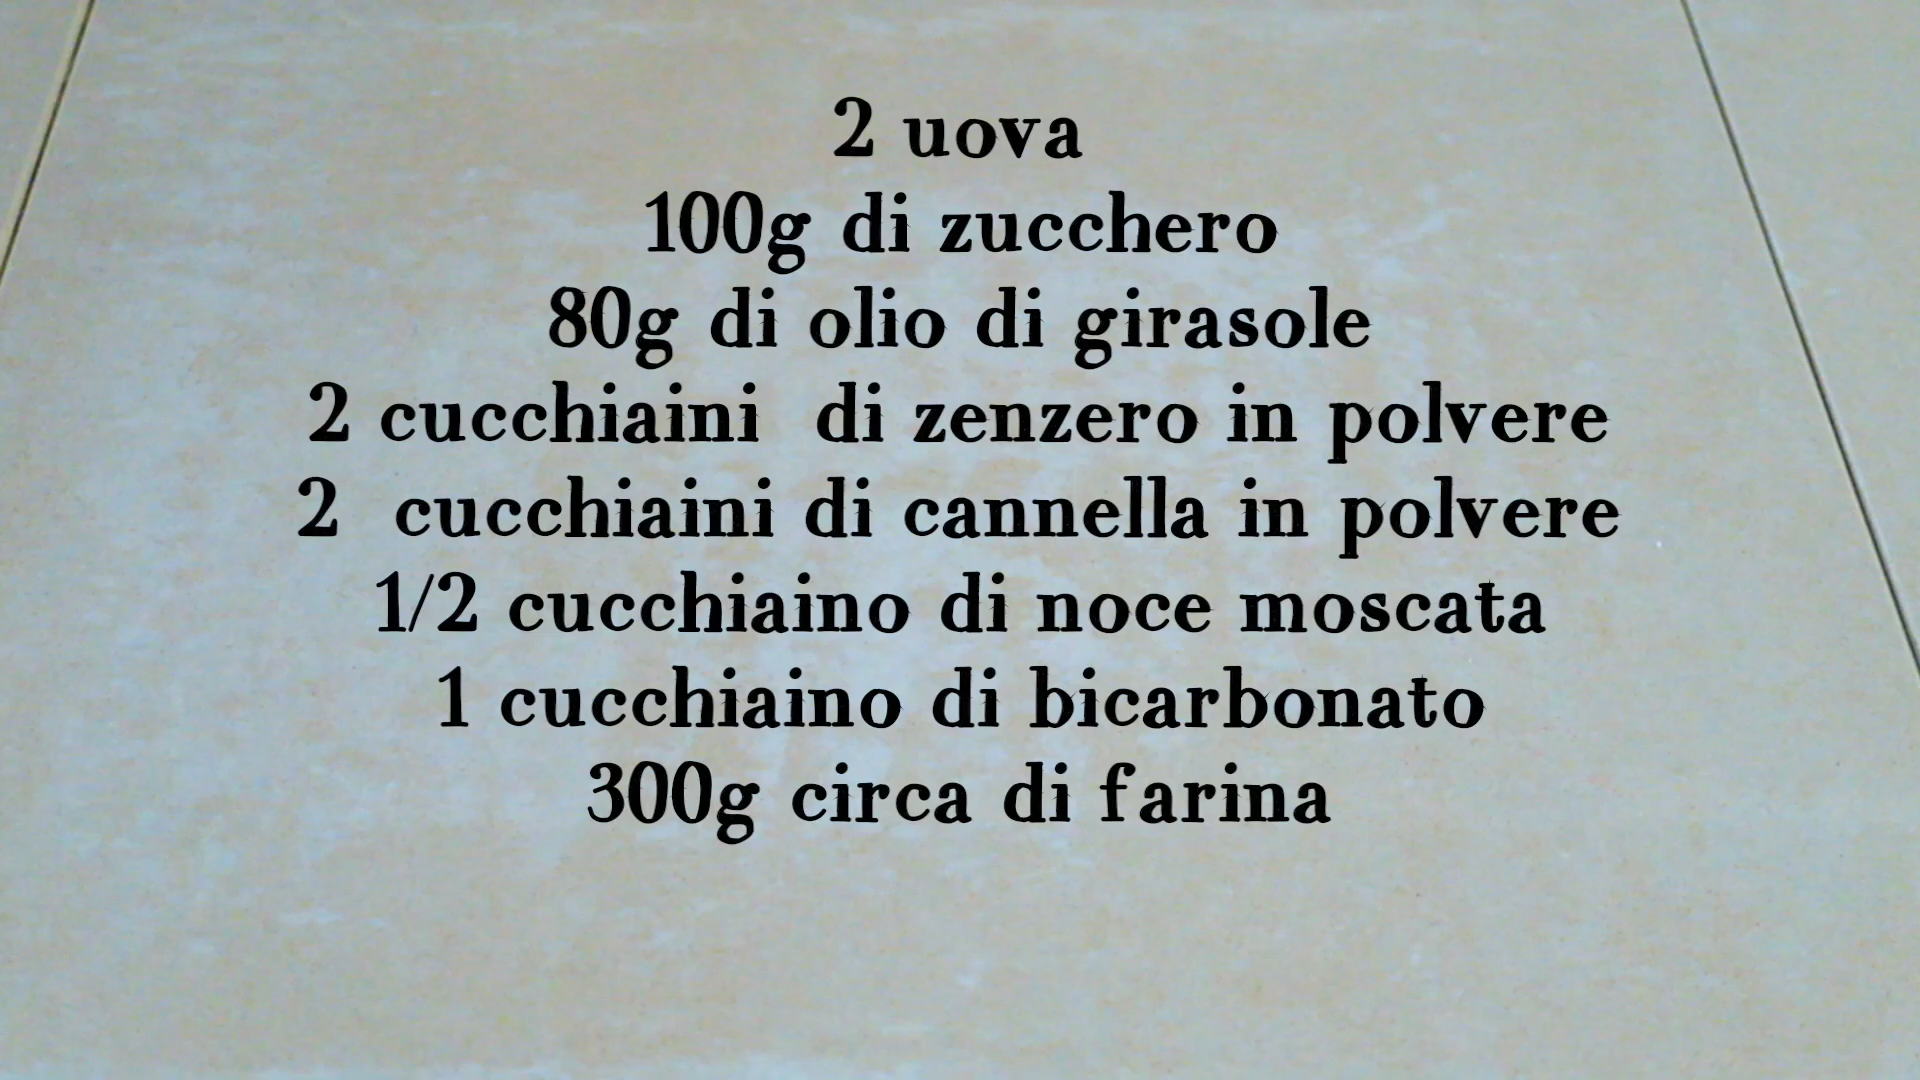 2 uova
100g di zucchero
80g di olio di girasole
2 cucchiaini di zenzero in polvere
2 cucchiaini di cannella in polvere
1/2 cucchiaino di noce moscata
1 cucchiaino di bicarbonato
300g circa di farina